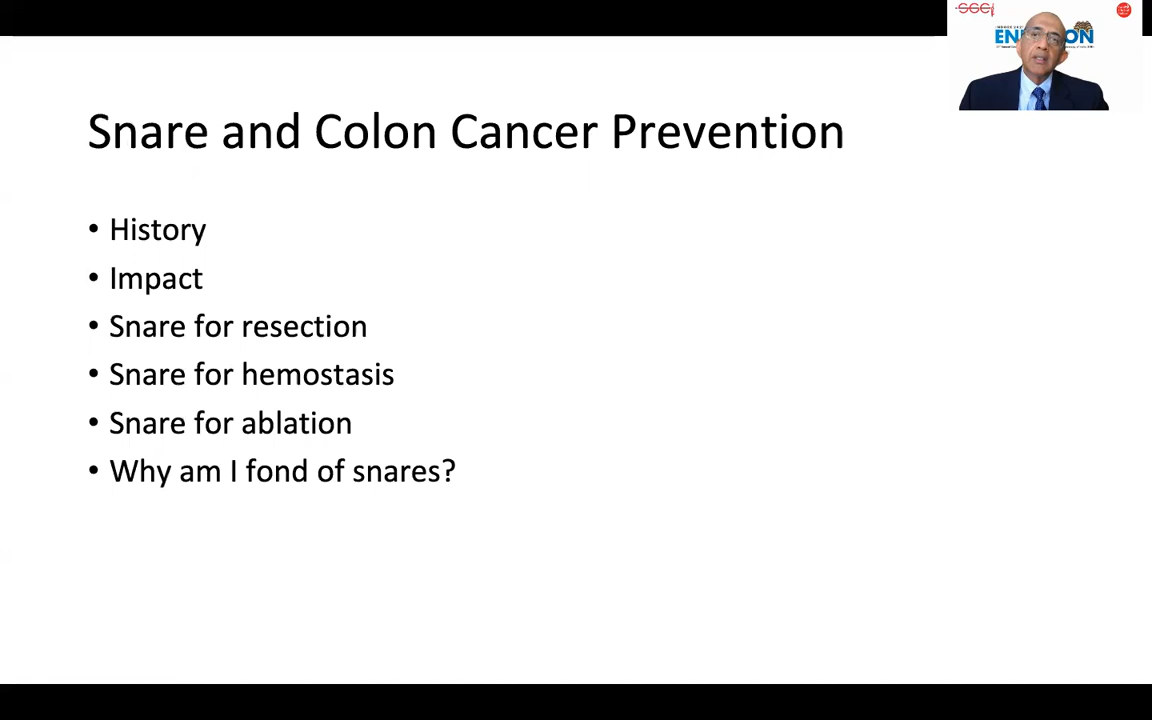 Snare and Colon Cancer Prevention
• History
• Impact
• Snare for resection
• Snare for hemostasis
• Snare for ablation
• Why am I fond of snares?